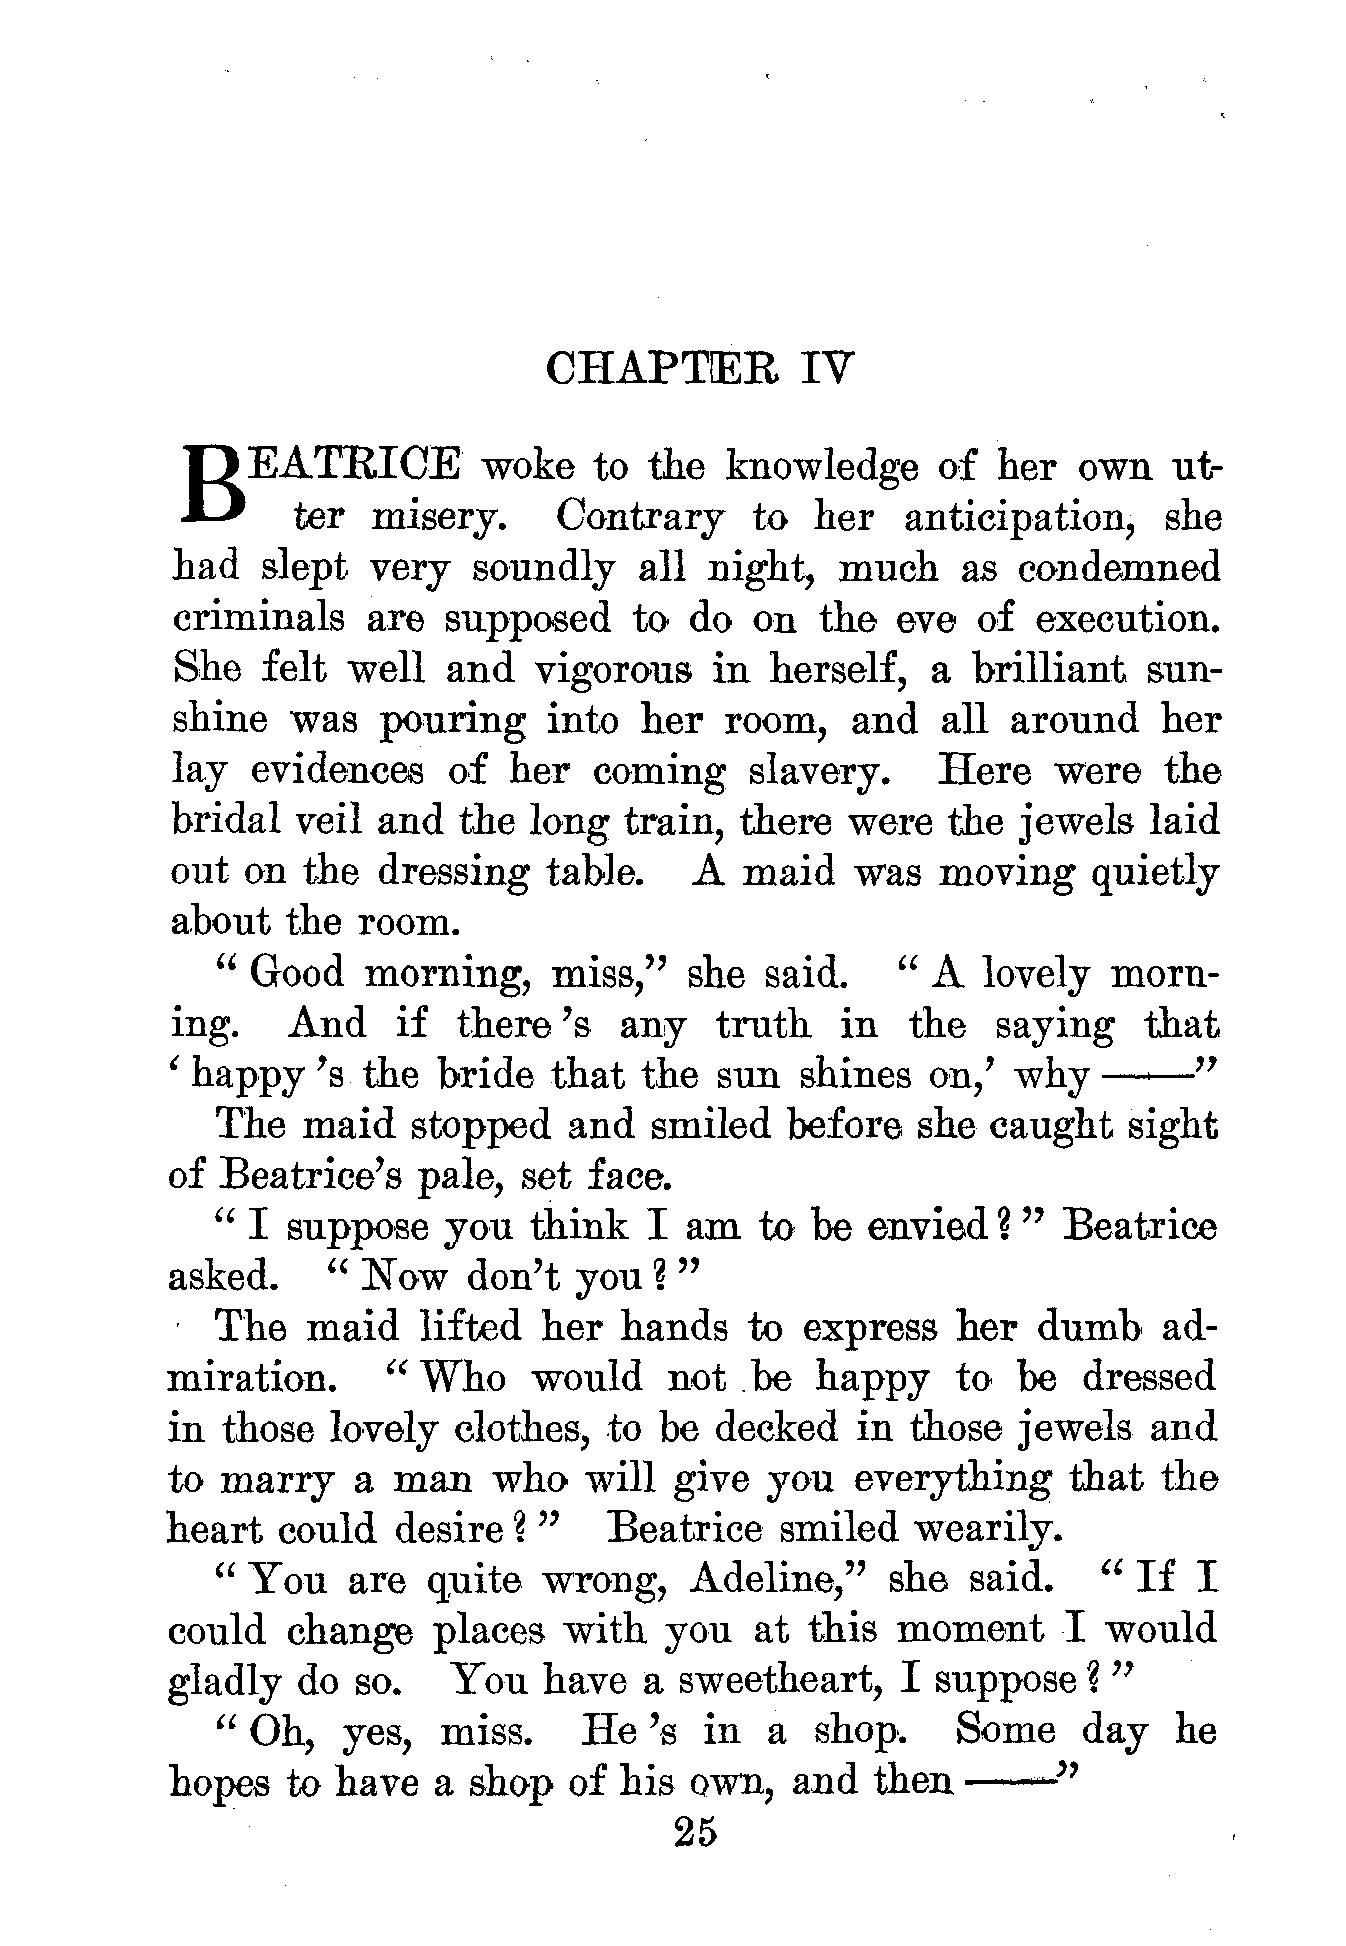 CHAPTER IV
BEATRICE woke to the knowledge of her own ut-
ter misery. Contrary to her anticipation, she
had slept very soundly all night, much as condemned
criminals are supposed to do on the eve of execution.
She felt well and vigorous in herself, a brilliant sun-
shine was pouring into her room, and all around her
lay evidences of her coming slavery. Here were the
bridal veil and the long train, there were the jewels laid
out on the dressing table. A maid was moving quietly
about the room.
“ Good morning, miss,” she said. “ A lovely morn-
ing. And if there 's any truth in the saying that
‘ happy 's the bride that the sun shines on,’ why ——”
The maid stopped and smiled before she caught sight
of Beatrice's pale, set face.
“ I suppose you think I am to be envied ? ” Beatrice
asked. “ Now don't you ? ”
The maid lifted her hands to express her dumb ad-
miration. “ Who would not be happy to be dressed
in those lovely clothes, to be decked in those jewels and
to marry a man who will give you everything that the
heart could desire ? ” Beatrice smiled wearily.
“ You are quite wrong, Adeline,” she said. “ If I
could change places with you at this moment I would
gladly do so. You have a sweetheart, I suppose ? ”
“ Oh, yes, miss. He 's in a shop. Some day he
hopes to have a shop of his own, and then ——”
25